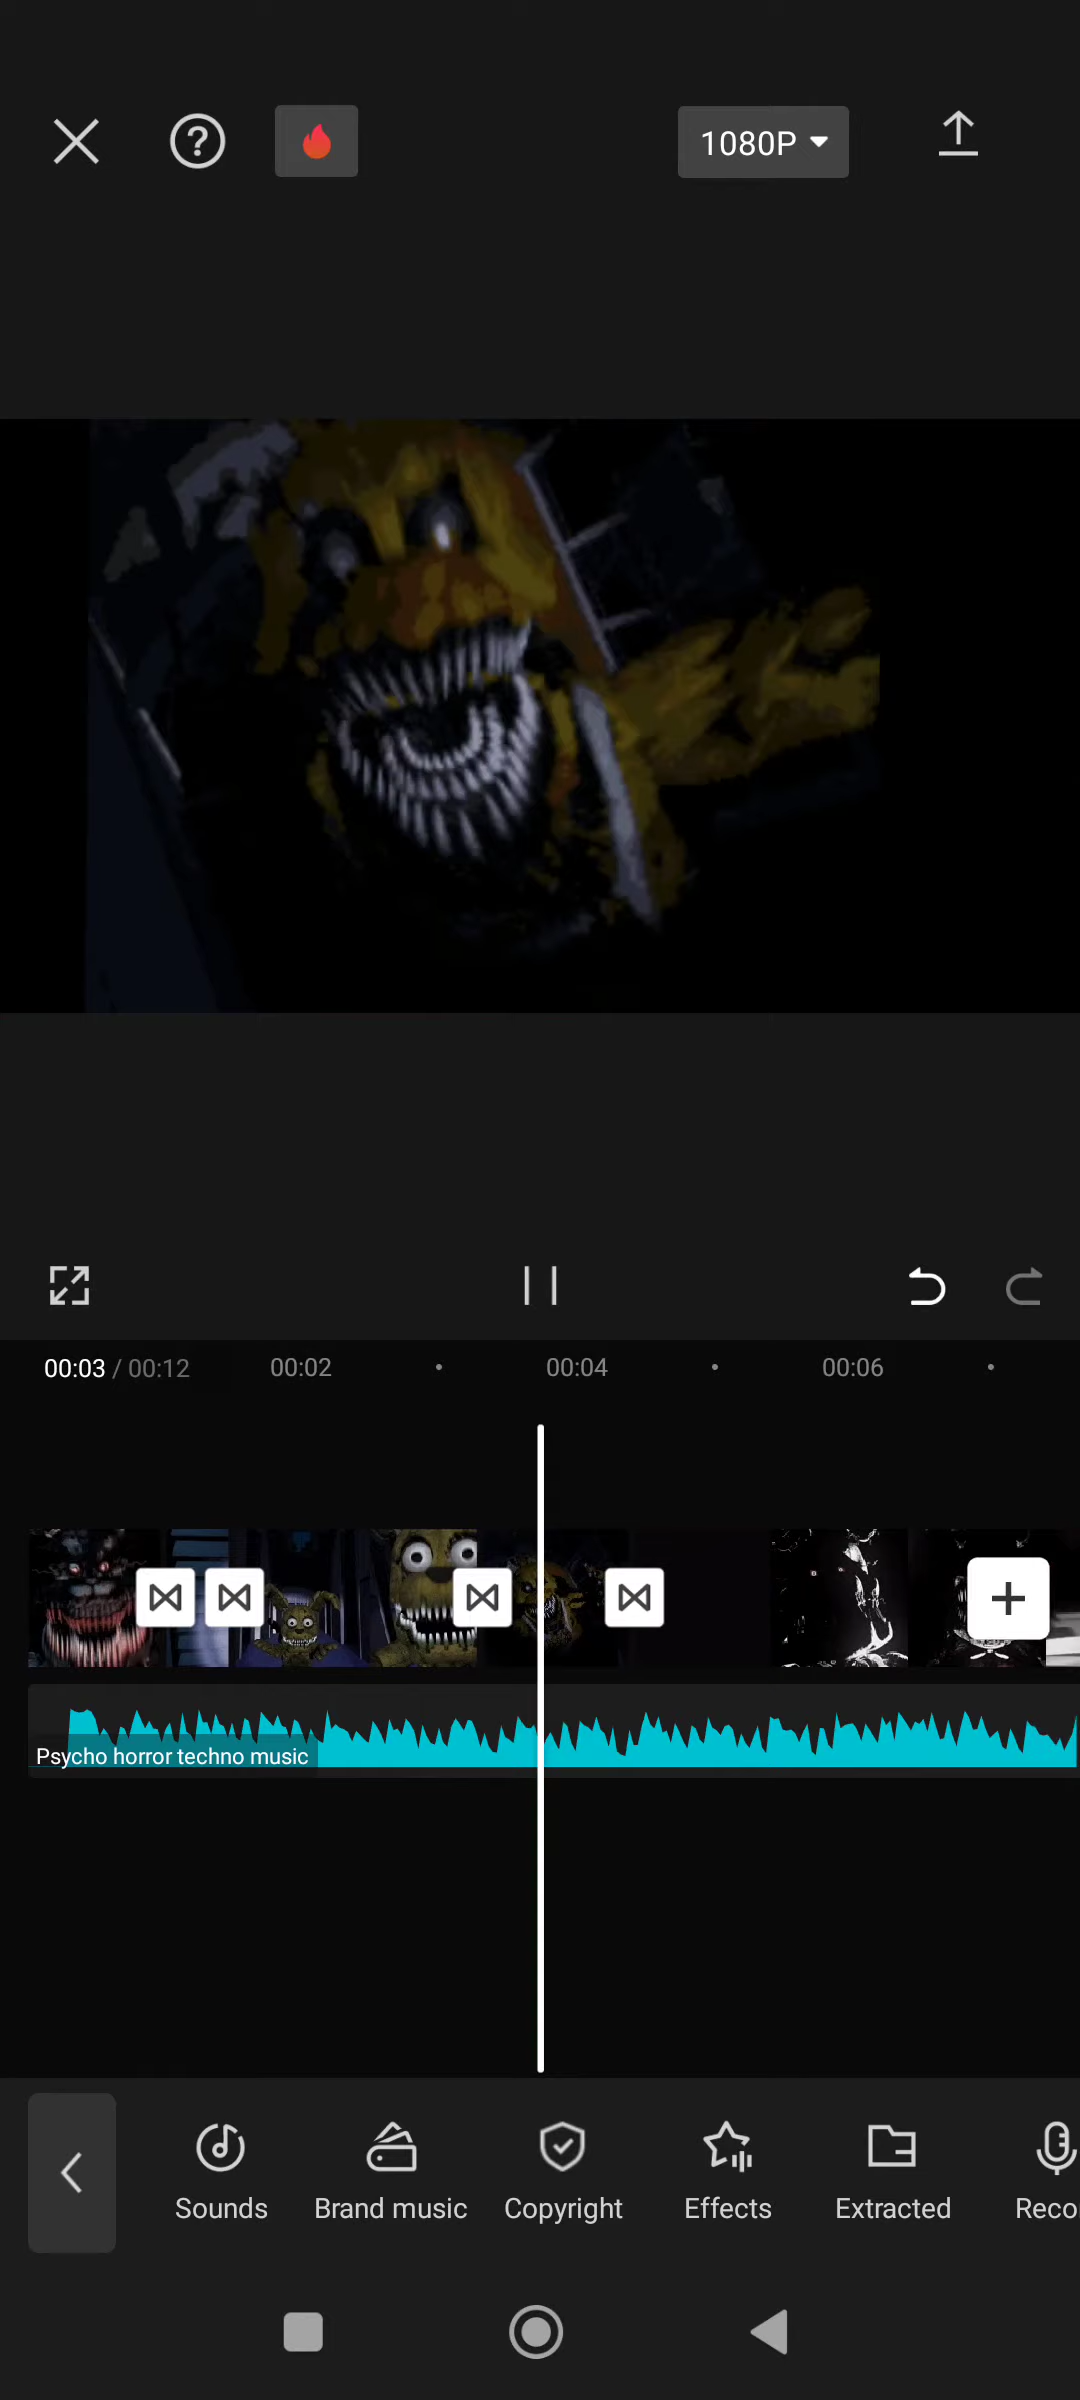 1080P
00:03 / 00:12
00:02
00:04
00:06
Psycho horror techno music
Sounds
Brand music
Copyright
Effects
Extracted
Reco